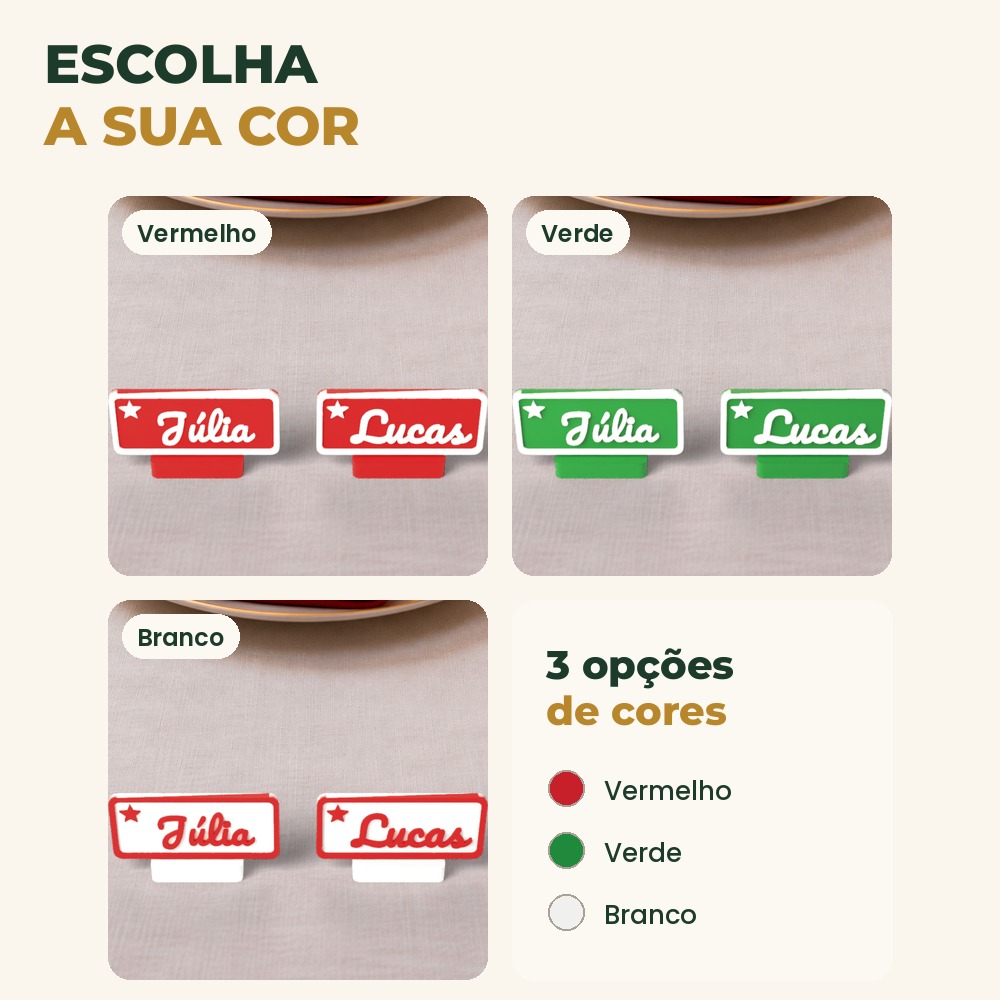 ESCOLHA
A SUA COR
Vermelho
Verde
Júlia
Lucas
Júlia
Lucas
Branco
Júlia
Lucas
3 opções
de cores
Vermelho
Verde
Branco